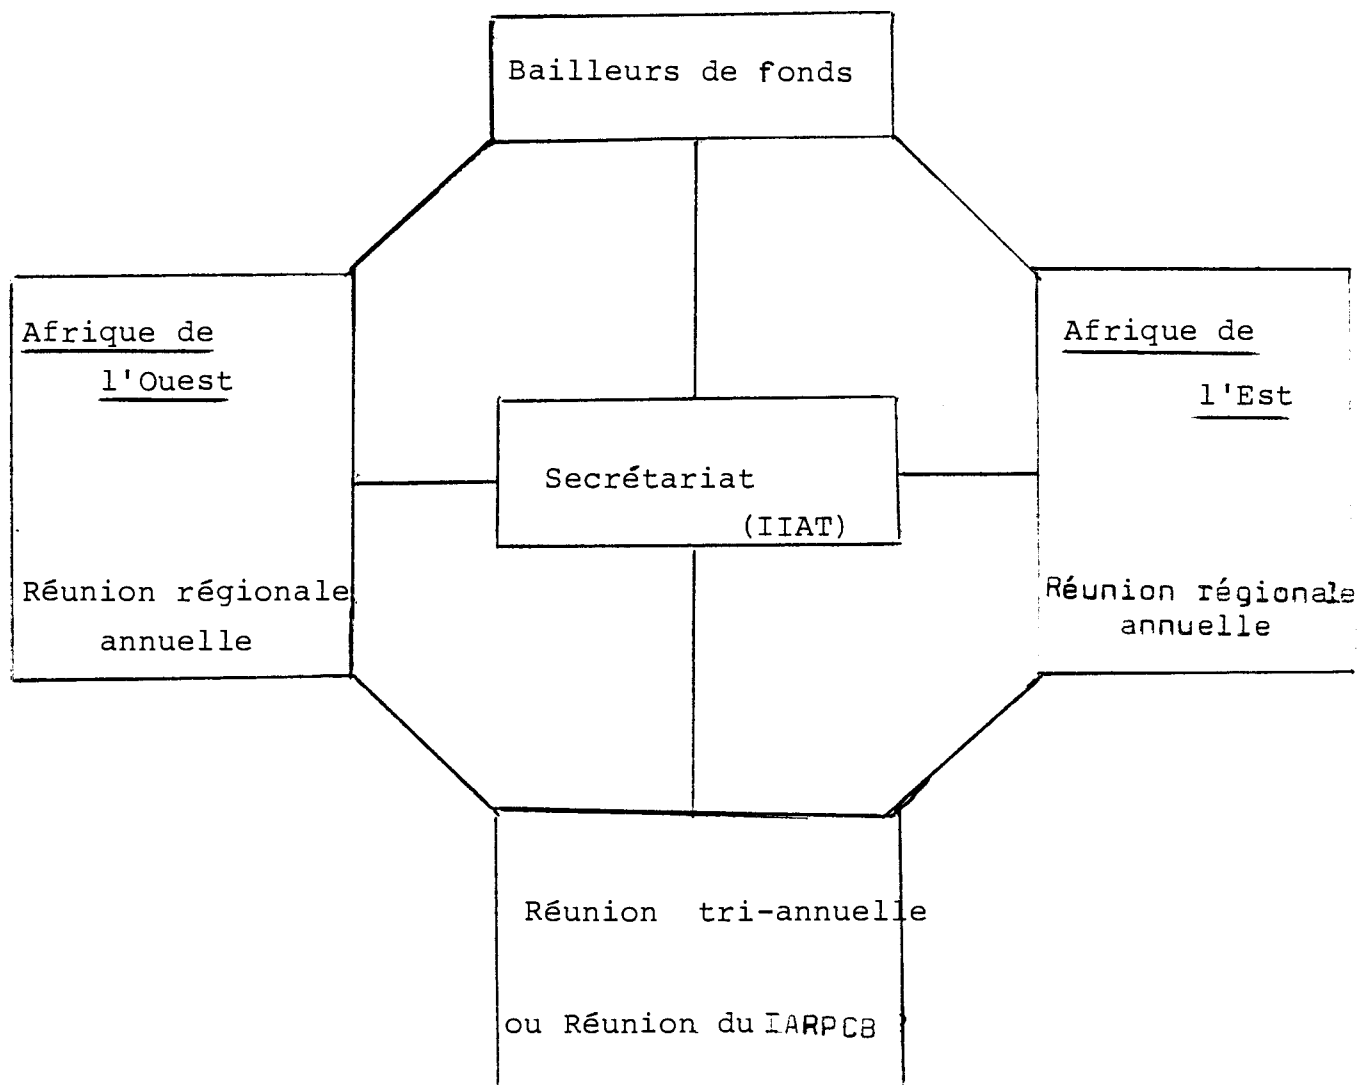 Bailleurs de fonds
Afrique de
l'Ouest
Réunion régionale
annuelle
Secrétariat
(IIAT)
Afrique de
l'Est
Réunion régionale
annuelle
Réunion tri-annuelle
ou Réunion du IARPCB